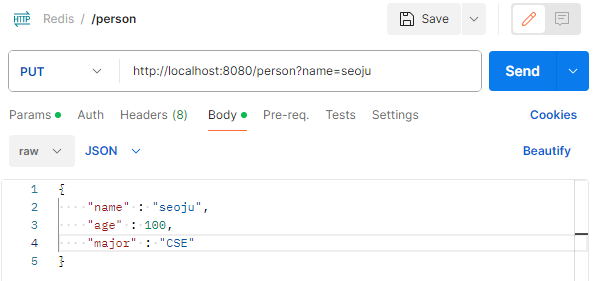 HTTP Redis / /person Save
PUT http://localhost:8080/person?name=seoju Send
Params Auth Headers (8) Body Pre-req. Tests Settings Cookies
raw JSON Beautify
1 {
2 "name" : "seoju",
3 "age" : 100,
4 "major" : "CSE"
5 }